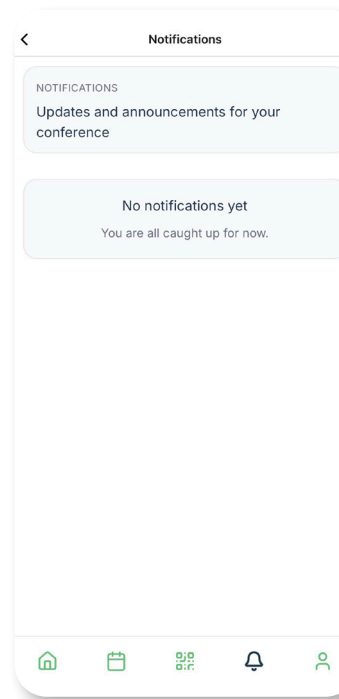 Notifications
NOTIFICATIONS
Updates and announcements for your
conference
No notifications yet
You are all caught up for now.